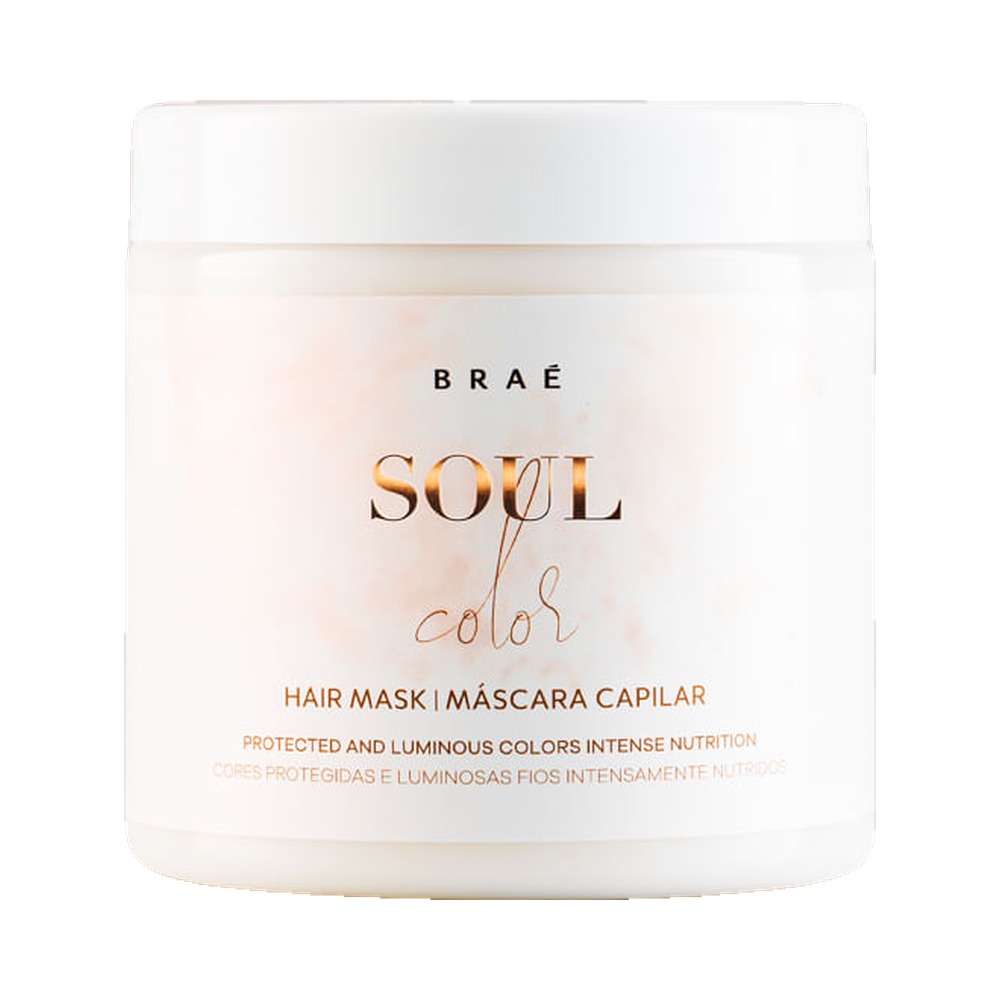 BRAÉ
SOUL
color
HAIR MASK | MÁSCARA CAPILAR
PROTECTED AND LUMINOUS COLORS INTENSE NUTRITION
CORES PROTEGIDAS E LUMINOSAS FIOS INTENSAMENTE NUTRIDOS